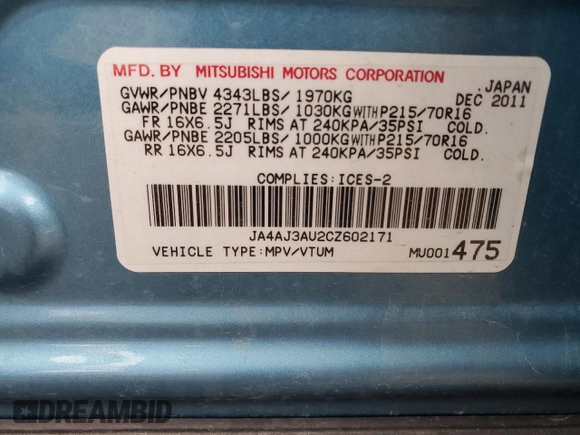 MFD. BY MITSUBISHI MOTORS CORPORATION
GVWR/PNBV 4343LBS/ 1970KG .JAPAN
GAWR/PNBE 2271LBS/ 1030KG WITH P215/70R16 DEC 2011
FR 16X6.5J RIMS AT 240KPA/35PSI COLD.
GAWR/PNBE 2205LBS/ 1000KG WITH P215/70R16
RR 16X6.5J RIMS AT 240KPA/35PSI COLD.
COMPLIES:ICES-2
JA4AJ3AU2CZ602171
VEHICLE TYPE:MPV/VTUM MU001475
DREAMBID